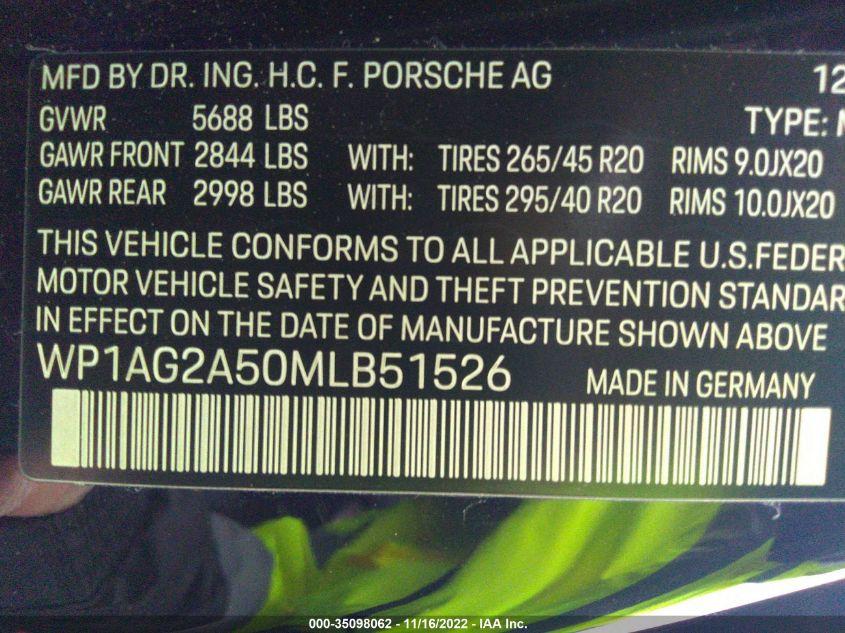 MFD BY DR. ING. H.C. F. PORSCHE AG 12
GVWR 5688 LBS TYPE: M
GAWR FRONT 2844 LBS WITH: TIRES 265/45 R20 RIMS 9.0JX20
GAWR REAR 2998 LBS WITH: TIRES 295/40 R20 RIMS 10.0JX20
THIS VEHICLE CONFORMS TO ALL APPLICABLE U.S.FEDER
MOTOR VEHICLE SAFETY AND THEFT PREVENTION STANDAR
IN EFFECT ON THE DATE OF MANUFACTURE SHOWN ABOVE
WP1AG2A50MLB51526 MADE IN GERMANY
000-35098062 - 11/16/2022 - IAA Inc.